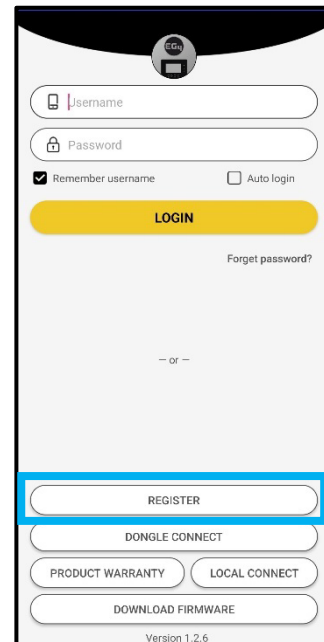 EG4
Username
Password
Remember username Auto login
LOGIN
Forget password?
— or —
REGISTER
DONGLE CONNECT
PRODUCT WARRANTY LOCAL CONNECT
DOWNLOAD FIRMWARE
Version 1.2.6